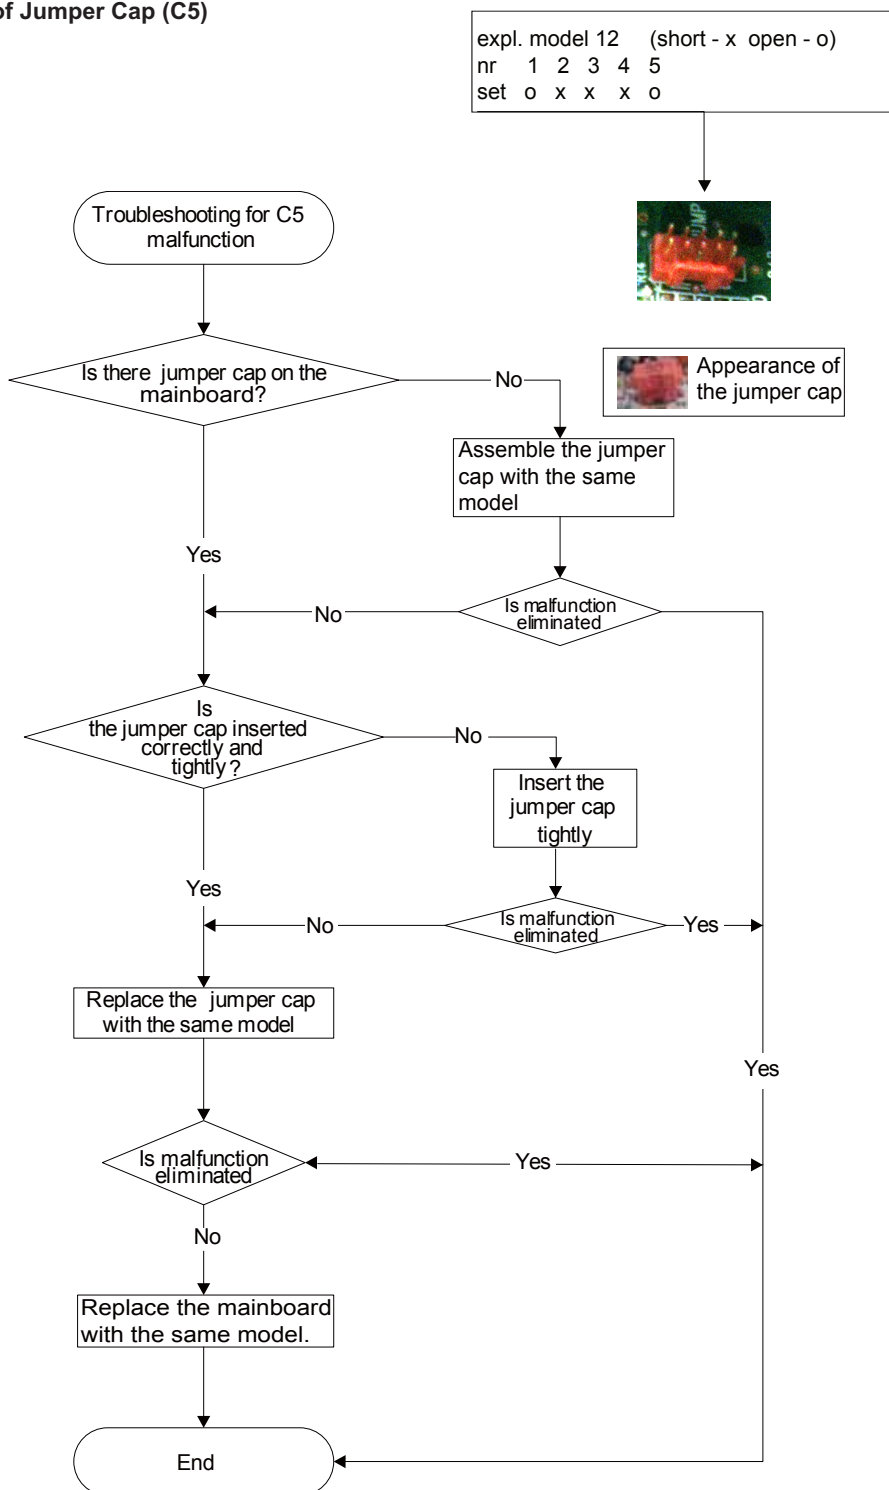 of Jumper Cap (C5)
expl. model 12 (short - x open - o)
nr 1 2 3 4 5
set o x x x o
Troubleshooting for C5
malfunction
JUMP
Is there jumper cap on the
mainboard?
No
Appearance of
the jumper cap
Assemble the jumper
cap with the same
model
Yes
Is malfunction
eliminated
No
Is
the jumper cap inserted
correctly and
tightly?
No
Insert the
jumper cap
tightly
Yes
Is malfunction
eliminated
No
Yes
Replace the jumper cap
with the same model
Yes
Is malfunction
eliminated
Yes
No
Replace the mainboard
with the same model.
End